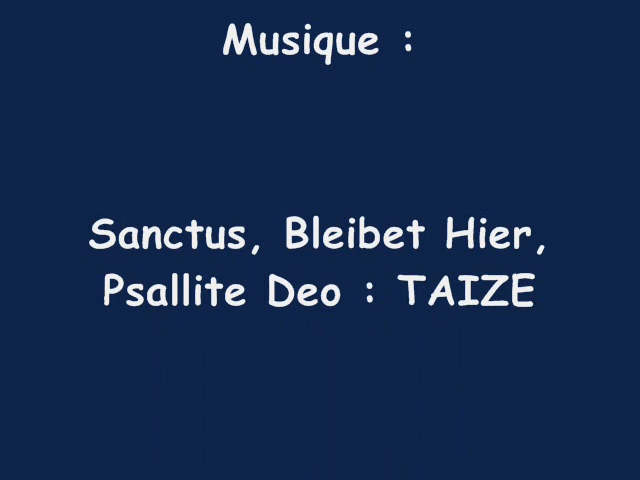 Musique :
Sanctus, Bleibet Hier,
Psallite Deo : TAIZE